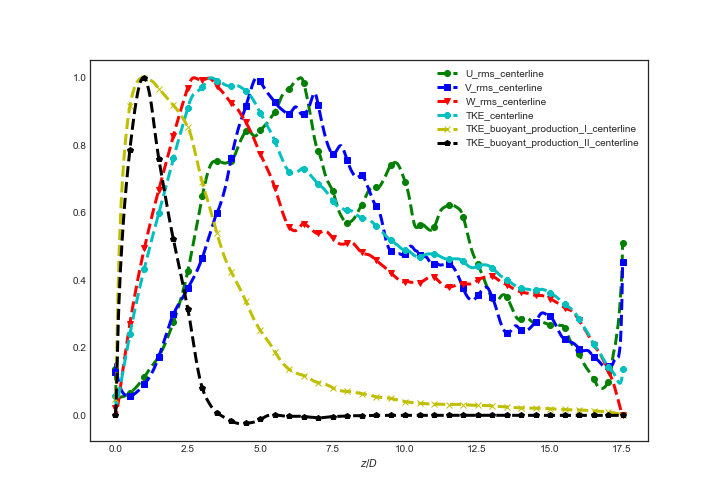 U_rms_centerline
V_rms_centerline
W_rms_centerline
TKE_centerline
TKE_buoyant_production_I_centerline
TKE_buoyant_production_II_centerline
1.0
0.8
0.6
0.4
0.2
0.0
0.0 2.5 5.0 7.5 10.0 12.5 15.0 17.5
z/D